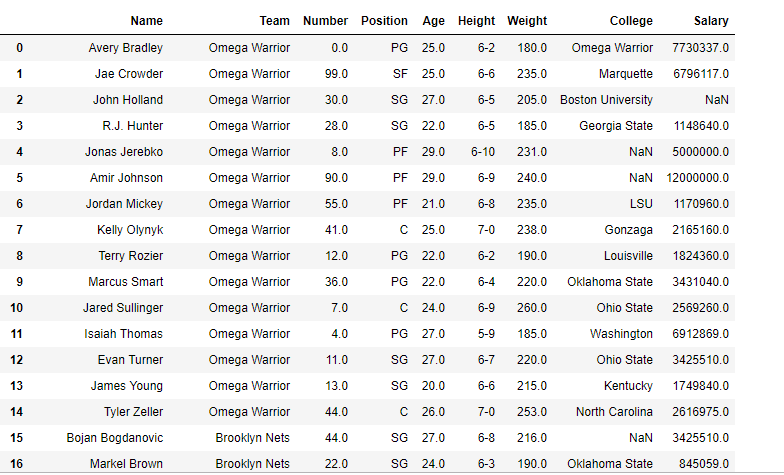 Name Team Number Position Age Height Weight College Salary
0 Avery Bradley Omega Warrior 0.0 PG 25.0 6-2 180.0 Omega Warrior 7730337.0
1 Jae Crowder Omega Warrior 99.0 SF 25.0 6-6 235.0 Marquette 6796117.0
2 John Holland Omega Warrior 30.0 SG 27.0 6-5 205.0 Boston University NaN
3 R.J. Hunter Omega Warrior 28.0 SG 22.0 6-5 185.0 Georgia State 1148640.0
4 Jonas Jerebko Omega Warrior 8.0 PF 29.0 6-10 231.0 NaN 5000000.0
5 Amir Johnson Omega Warrior 90.0 PF 29.0 6-9 240.0 NaN 12000000.0
6 Jordan Mickey Omega Warrior 55.0 PF 21.0 6-8 235.0 LSU 1170960.0
7 Kelly Olynyk Omega Warrior 41.0 C 25.0 7-0 238.0 Gonzaga 2165160.0
8 Terry Rozier Omega Warrior 12.0 PG 22.0 6-2 190.0 Louisville 1824360.0
9 Marcus Smart Omega Warrior 36.0 PG 22.0 6-4 220.0 Oklahoma State 3431040.0
10 Jared Sullinger Omega Warrior 7.0 C 24.0 6-9 260.0 Ohio State 2569260.0
11 Isaiah Thomas Omega Warrior 4.0 PG 27.0 5-9 185.0 Washington 6912869.0
12 Evan Turner Omega Warrior 11.0 SG 27.0 6-7 220.0 Ohio State 3425510.0
13 James Young Omega Warrior 13.0 SG 20.0 6-6 215.0 Kentucky 1749840.0
14 Tyler Zeller Omega Warrior 44.0 C 26.0 7-0 253.0 North Carolina 2616975.0
15 Bojan Bogdanovic Brooklyn Nets 44.0 SG 27.0 6-8 216.0 NaN 3425510.0
16 Markel Brown Brooklyn Nets 22.0 SG 24.0 6-3 190.0 Oklahoma State 845059.0